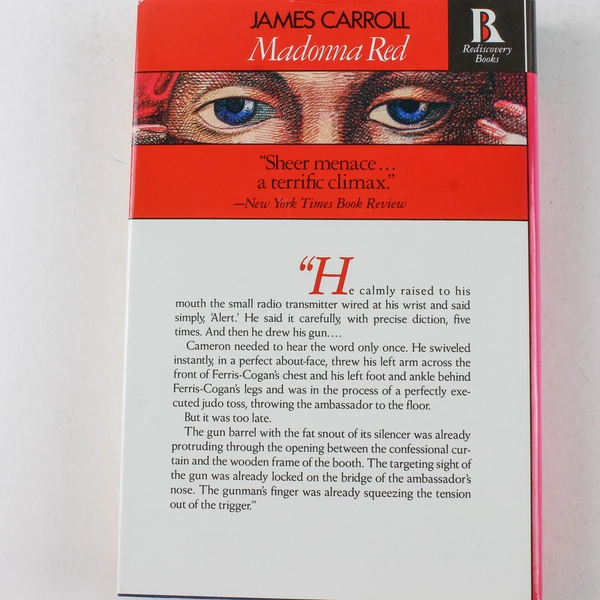 JAMES CARROLL
Madonna Red
B
Rediscovery
Books
“Sheer menace...
a terrific climax.”
—New York Times Book Review
“He calmly raised to his
mouth the small radio transmitter wired at his wrist and said
simply, ‘Alert.’ He said it carefully, with precise diction, five
times. And then he drew his gun....
Cameron needed to hear the word only once. He swiveled
instantly, in a perfect about-face, threw his left arm across the
front of Ferris-Cogan’s chest and his left foot and ankle behind
Ferris-Cogan’s legs and was in the process of a perfectly exe-
cuted judo toss, throwing the ambassador to the floor.
But it was too late.
The gun barrel with the fat snout of its silencer was already
protruding through the opening between the confessional cur-
tain and the wooden frame of the booth. The targeting sight of
the gun was already locked on the bridge of the ambassador’s
nose. The gunman’s finger was already squeezing the tension
out of the trigger.”